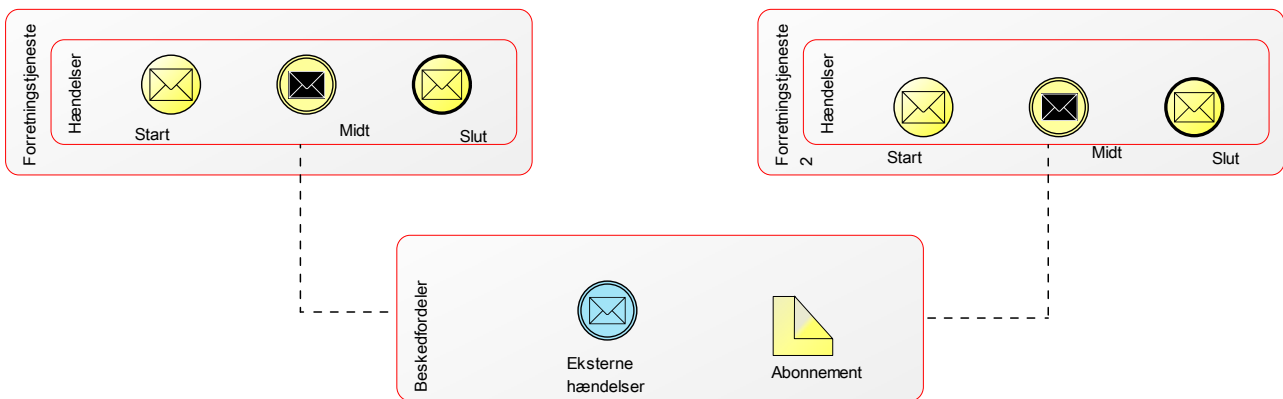 Forretningstjeneste
Hændelser
Start
Midt
Slut
Forretningstjeneste
2
Hændelser
Start
Midt
Slut
Beskedfordeler
Eksterne
hændelser
Abonnement